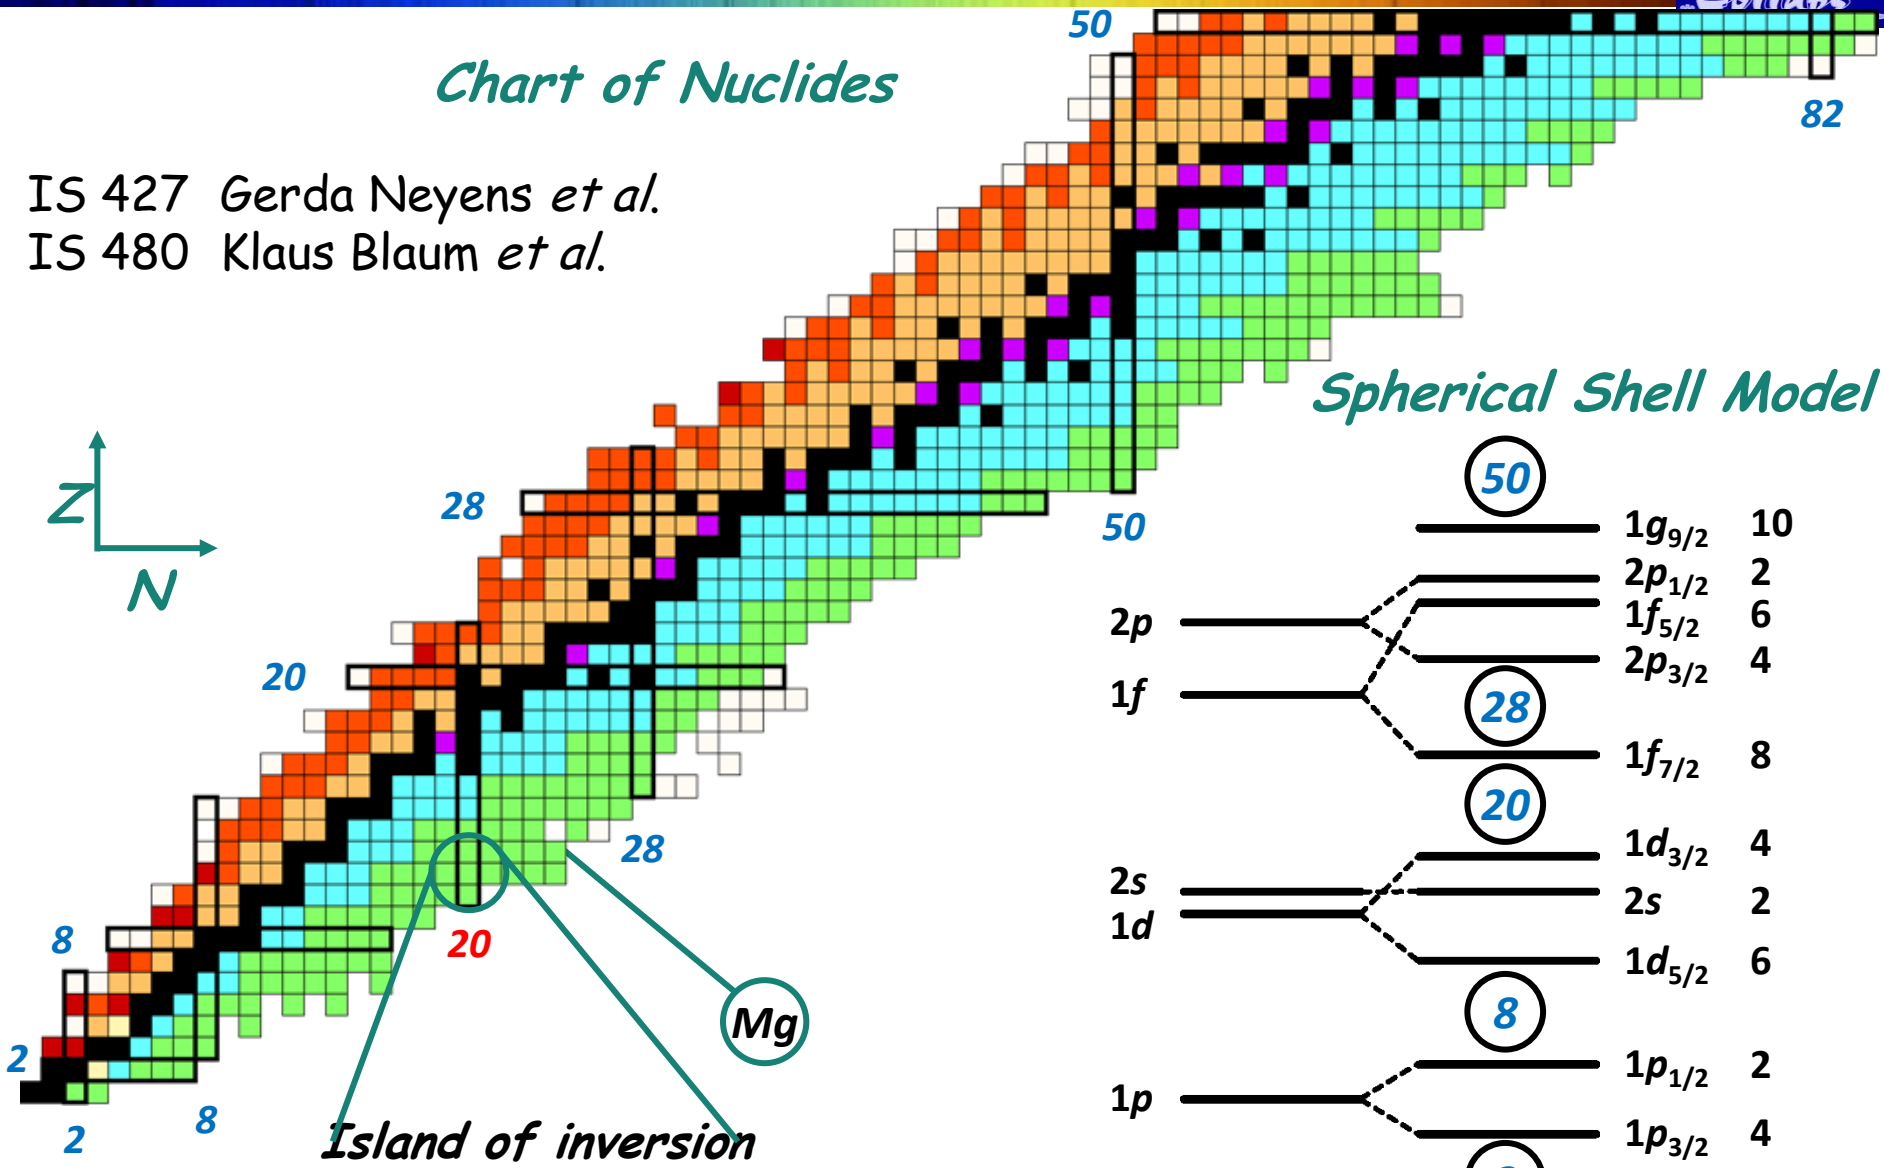 50
Chart of Nuclides
82
IS 427 Gerda Neyens et al.
IS 480 Klaus Blaum et al.
Spherical Shell Model
Z
N
28
50
20
28
8
20
Mg
2
8
2
Island of inversion
50
1g9/2 10
2p1/2 2
2p
1f5/2 6
2p3/2 4
1f
28
1f7/2 8
20
1d3/2 4
2s
2s 2
1d
1d5/2 6
8
1p1/2 2
1p
1p3/2 4